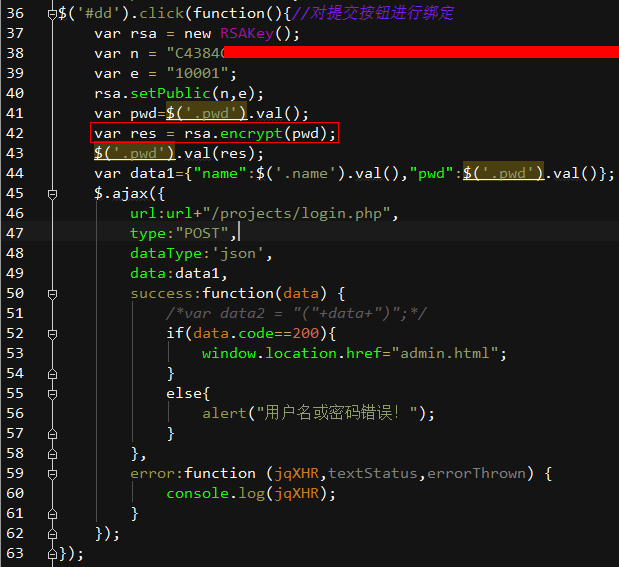 36 $('#dd').click(function(){//对提交按钮进行绑定
37 var rsa = new RSAKey();
38 var n = "C4384
39 var e = "10001";
40 rsa.setPublic(n,e);
41 var pwd=$('.pwd').val();
42 var res = rsa.encrypt(pwd);
43 $('.pwd').val(res);
44 var data1={"name":$('.name').val(),"pwd":$('.pwd').val()};
45 $.ajax({
46 url:url+"/projects/login.php",
47 type:"POST",
48 dataType:'json',
49 data:data1,
50 success:function(data) {
51 /*var data2 = "("+data+")";*/
52 if(data.code==200){
53 window.location.href="admin.html";
54 }
55 else{
56 alert("用户名或密码错误！");
57 }
58 },
59 error:function (jqXHR,textStatus,errorThrown) {
60 console.log(jqXHR);
61 }
62 });
63 });